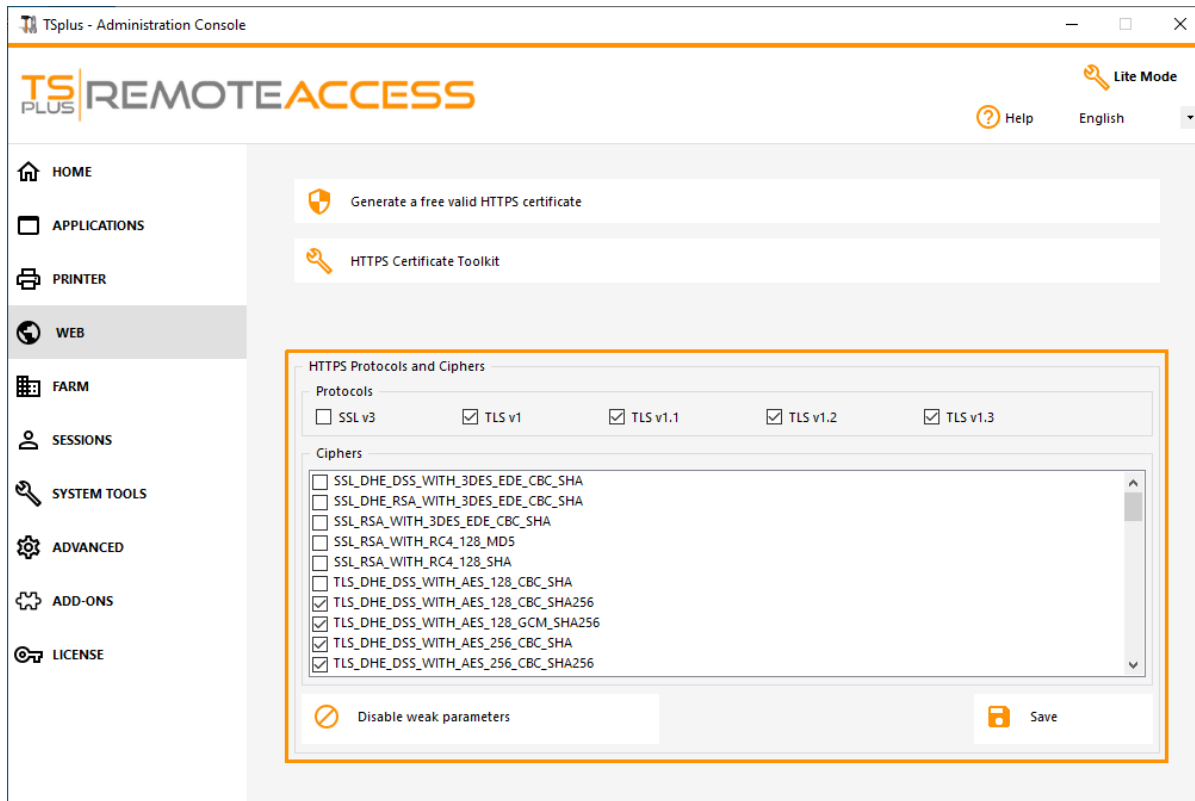 TSplus - Administration Console
TS PLUS REMOTEACCESS
Lite Mode
Help
English
HOME
APPLICATIONS
PRINTER
WEB
FARM
SESSIONS
SYSTEM TOOLS
ADVANCED
ADD-ONS
LICENSE
Generate a free valid HTTPS certificate
HTTPS Certificate Toolkit
HTTPS Protocols and Ciphers
Protocols
SSL v3 TLS v1 TLS v1.1 TLS v1.2 TLS v1.3
Ciphers
SSL_DHE_DSS_WITH_3DES_EDE_CBC_SHA
SSL_DHE_RSA_WITH_3DES_EDE_CBC_SHA
SSL_RSA_WITH_3DES_EDE_CBC_SHA
SSL_RSA_WITH_RC4_128_MD5
SSL_RSA_WITH_RC4_128_SHA
TLS_DHE_DSS_WITH_AES_128_CBC_SHA
TLS_DHE_DSS_WITH_AES_128_CBC_SHA256
TLS_DHE_DSS_WITH_AES_128_GCM_SHA256
TLS_DHE_DSS_WITH_AES_256_CBC_SHA
TLS_DHE_DSS_WITH_AES_256_CBC_SHA256
Disable weak parameters
Save